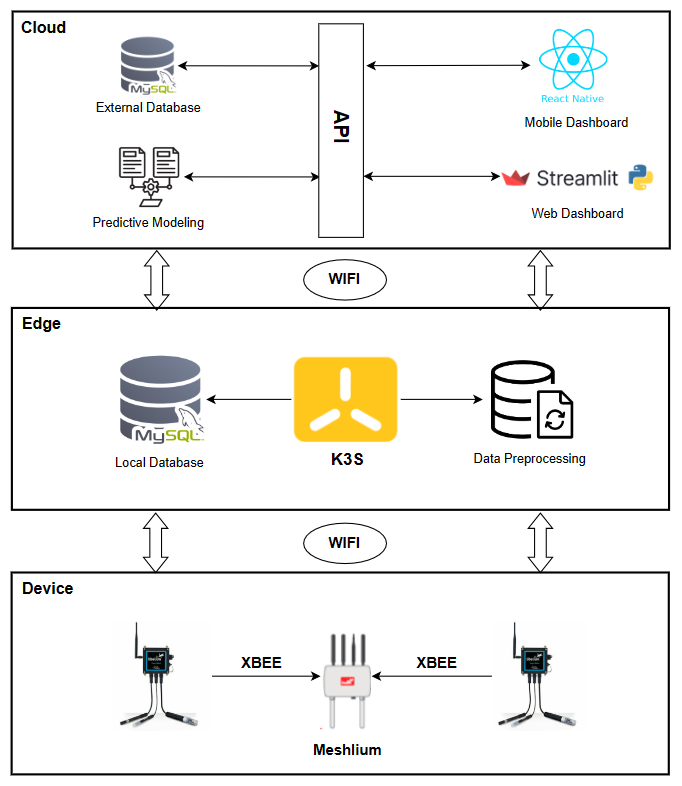 Cloud
MySQL
External Database
API
React Native
Mobile Dashboard
Predictive Modeling
Streamlit
Web Dashboard
WIFI
Edge
MySQL
Local Database
K3S
Data Preprocessing
WIFI
Device
XBEE
XBEE
Meshlium